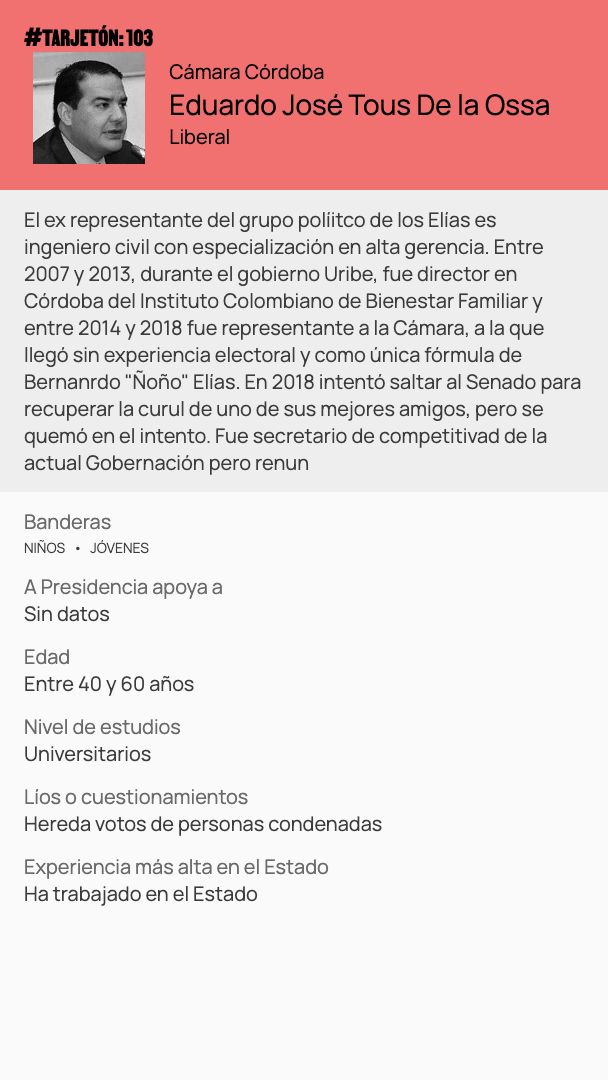 #TARJETÓN: 103
Cámara Córdoba
Eduardo José Tous De la Ossa
Liberal
El ex representante del grupo políitco de los Elías es
ingeniero civil con especialización en alta gerencia. Entre
2007 y 2013, durante el gobierno Uribe, fue director en
Córdoba del Instituto Colombiano de Bienestar Familiar y
entre 2014 y 2018 fue representante a la Cámara, a la que
llegó sin experiencia electoral y como única fórmula de
Bernanrdo "Ñoño" Elías. En 2018 intentó saltar al Senado para
recuperar la curul de uno de sus mejores amigos, pero se
quemó en el intento. Fue secretario de competitivad de la
actual Gobernación pero renun
Banderas
NIÑOS • JÓVENES
A Presidencia apoya a
Sin datos
Edad
Entre 40 y 60 años
Nivel de estudios
Universitarios
Líos o cuestionamientos
Hereda votos de personas condenadas
Experiencia más alta en el Estado
Ha trabajado en el Estado